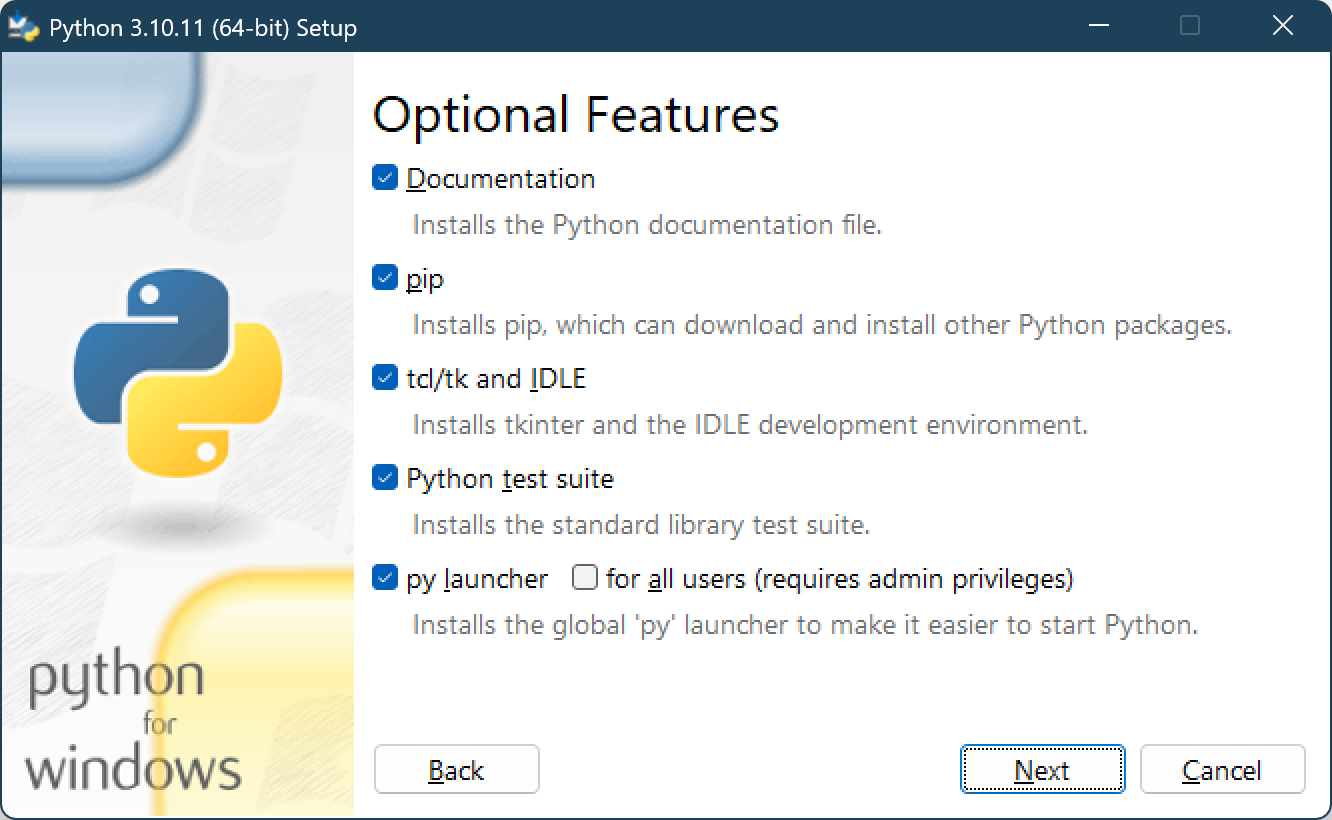 Python 3.10.11 (64-bit) Setup
Optional Features
Documentation
Installs the Python documentation file.
pip
Installs pip, which can download and install other Python packages.
tcl/tk and IDLE
Installs tkinter and the IDLE development environment.
Python test suite
Installs the standard library test suite.
py launcher for all users (requires admin privileges)
Installs the global 'py' launcher to make it easier to start Python.
python
for
windows
Back Next Cancel